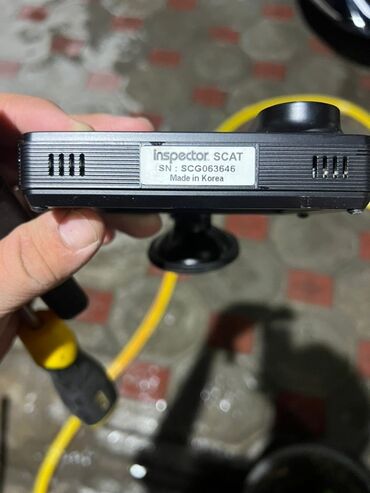 inspector SCAT
SN : SCG063646
Made in Korea